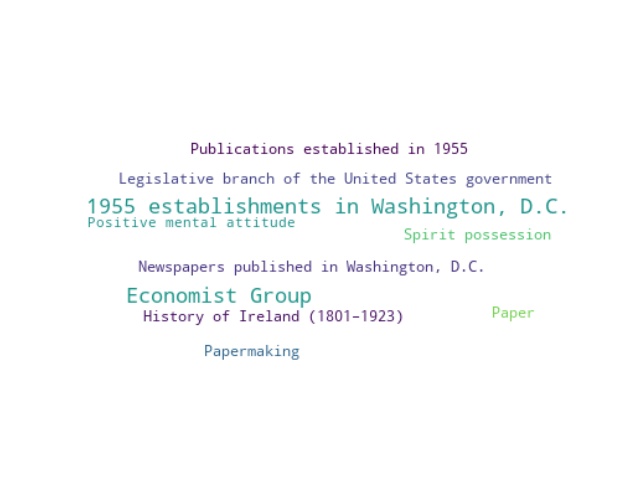 Publications established in 1955
Legislative branch of the United States government
1955 establishments in Washington, D.C.
Positive mental attitude
Spirit possession
Newspapers published in Washington, D.C.
Economist Group
History of Ireland (1801–1923)
Paper
Papermaking